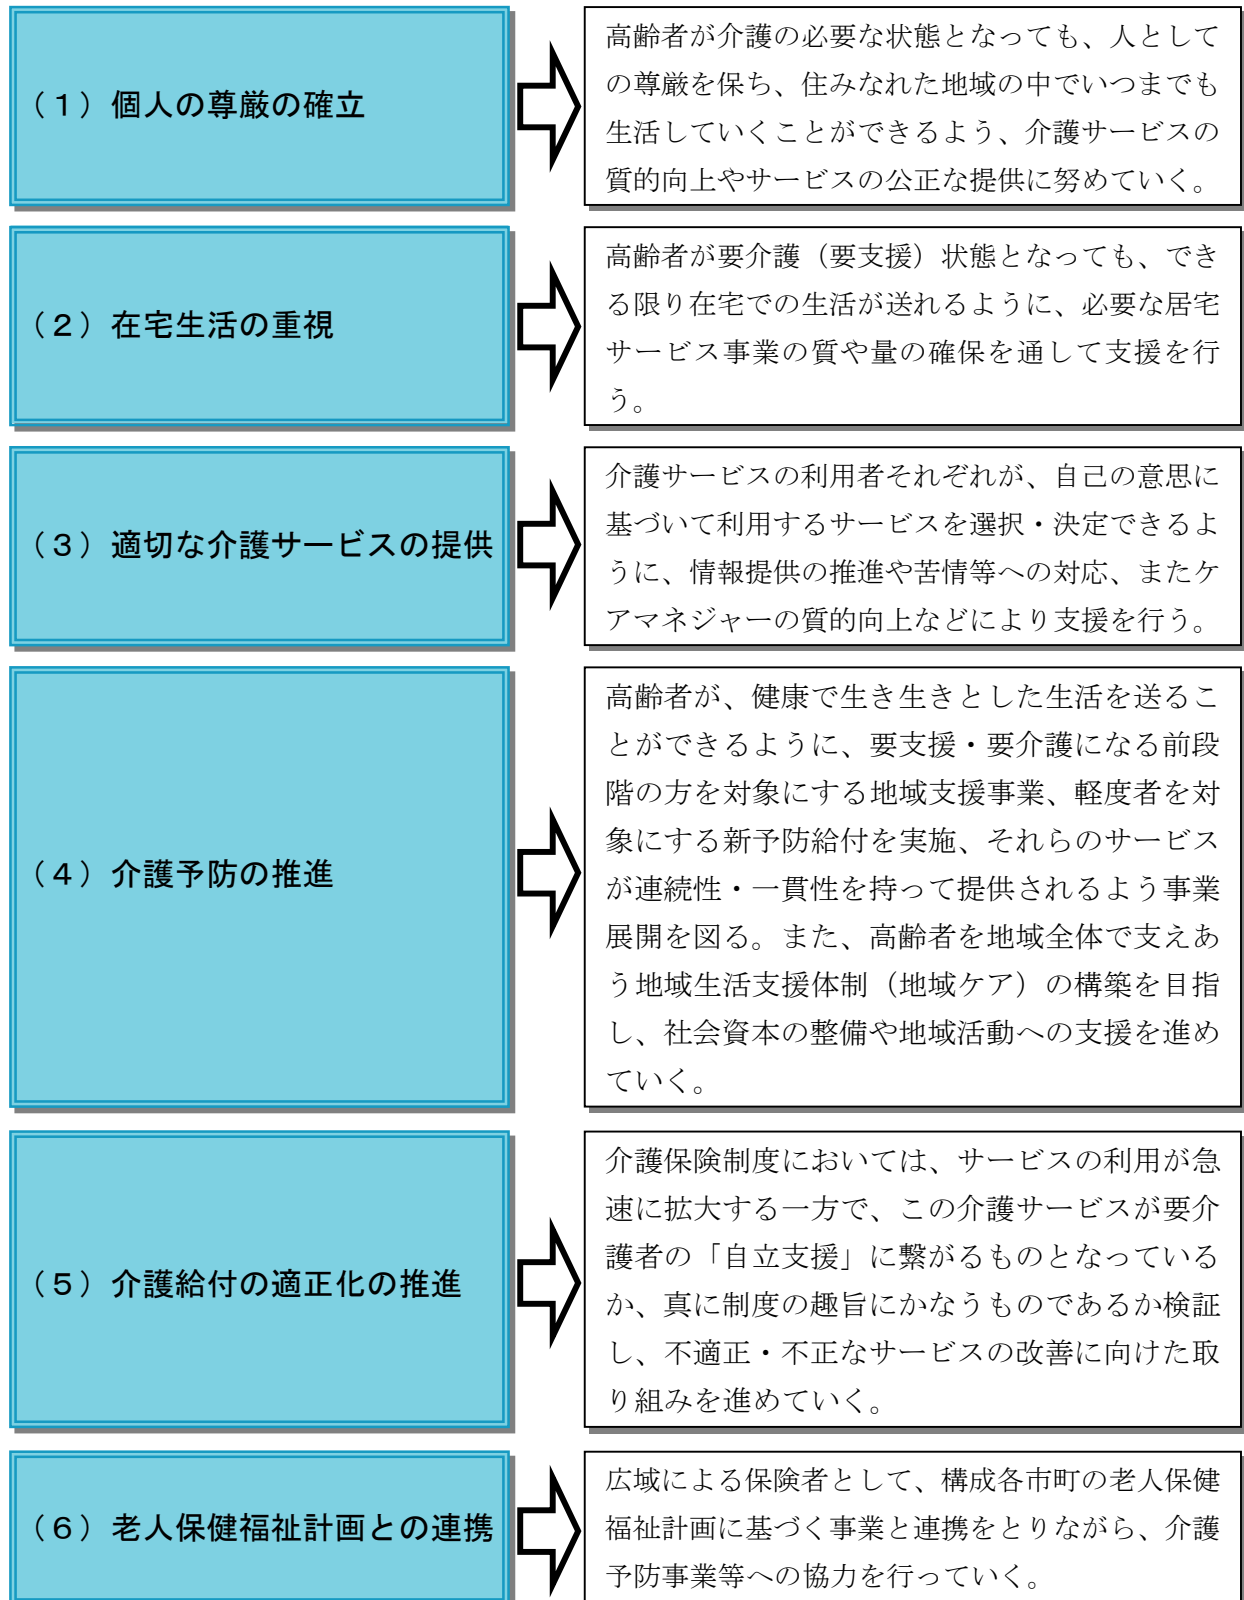 （１）個人の尊厳の確立
高齢者が介護の必要な状態となっても、人として
の尊厳を保ち、住みなれた地域の中でいつまでも
生活していくことができるよう、介護サービスの
質的向上やサービスの公正な提供に努めていく。
（２）在宅生活の重視
高齢者が要介護（要支援）状態となっても、でき
る限り在宅での生活が送れるように、必要な居宅
サービス事業の質や量の確保を通して支援を行
う。
（３）適切な介護サービスの提供
介護サービスの利用者それぞれが、自己の意思に
基づいて利用するサービスを選択・決定できるよ
うに、情報提供の推進や苦情等への対応、またケ
アマネジャーの質的向上などにより支援を行う。
（４）介護予防の推進
高齢者が、健康で生き生きとした生活を送るこ
とができるように、要支援・要介護になる前段
階の方を対象にする地域支援事業、軽度者を対
象にする新予防給付を実施、それらのサービス
が連続性・一貫性を持って提供されるよう事業
展開を図る。また、高齢者を地域全体で支えあ
う地域生活支援体制（地域ケア）の構築を目指
し、社会資本の整備や地域活動への支援を進め
ていく。
（５）介護給付の適正化の推進
介護保険制度においては、サービスの利用が急
速に拡大する一方で、この介護サービスが要介
護者の「自立支援」に繋がるものとなっている
か、真に制度の趣旨にかなうものであるか検証
し、不適正・不正なサービスの改善に向けた取
り組みを進めていく。
（６）老人保健福祉計画との連携
広域による保険者として、構成各市町の老人保健
福祉計画に基づく事業と連携をとりながら、介護
予防事業等への協力を行っていく。